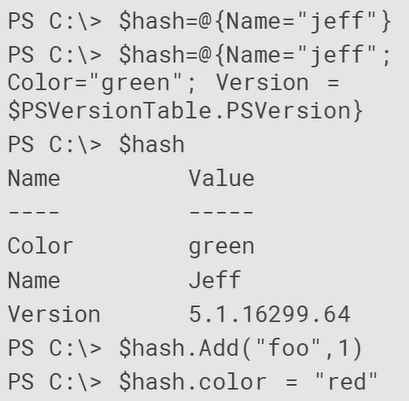 PS C:\> $hash=@{Name="jeff"}
PS C:\> $hash=@{Name="jeff";
Color="green"; Version =
$PSVersionTable.PSVersion}
PS C:\> $hash
Name Value
---- -----
Color green
Name Jeff
Version 5.1.16299.64
PS C:\> $hash.Add("foo",1)
PS C:\> $hash.color = "red"